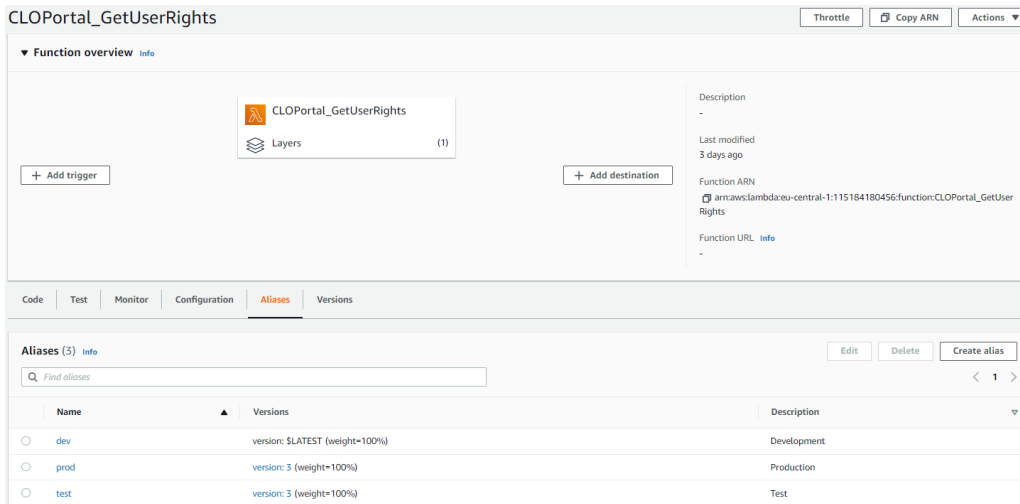 CLOPortal_GetUserRights
Throttle
Copy ARN
Actions
Function overview Info
CLOPortal_GetUserRights
Layers (1)
+ Add trigger
+ Add destination
Description
-
Last modified
3 days ago
Function ARN
arn:aws:lambda:eu-central-1:115184180456:function:CLOPortal_GetUser
Rights
Function URL Info
-
Code Test Monitor Configuration Aliases Versions
Aliases (3) Info
Edit Delete Create alias
Find aliases
< 1 >
Name Versions Description
dev version: $LATEST (weight=100%) Development
prod version: 3 (weight=100%) Production
test version: 3 (weight=100%) Test